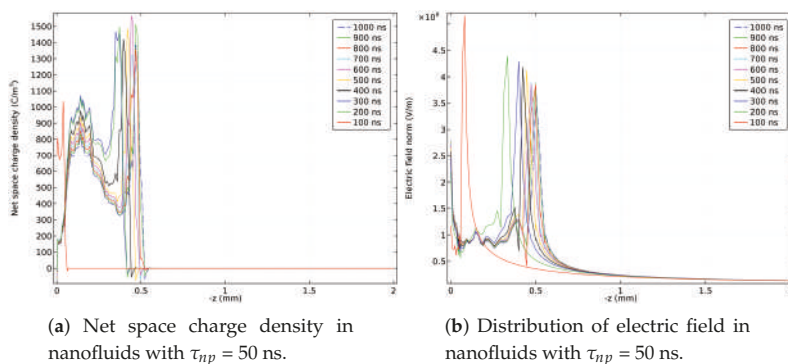 1500
1400
1300
1200
1100
1000
900
800
700
600
500
400
300
200
100
0
Net space charge density (C/m³)
1000 ns
900 ns
800 ns
700 ns
600 ns
500 ns
400 ns
300 ns
200 ns
100 ns
0 0.5 1 1.5 2
-z (mm)
×10⁸
5
4.5
4
3.5
3
2.5
2
1.5
1
0.5
Electric field norm (V/m)
1000 ns
900 ns
800 ns
700 ns
600 ns
500 ns
400 ns
300 ns
200 ns
100 ns
0 0.5 1 1.5
-z (mm)
(a) Net space charge density in
nanofluids with τnp = 50 ns.
(b) Distribution of electric field in
nanofluids with τnp = 50 ns.